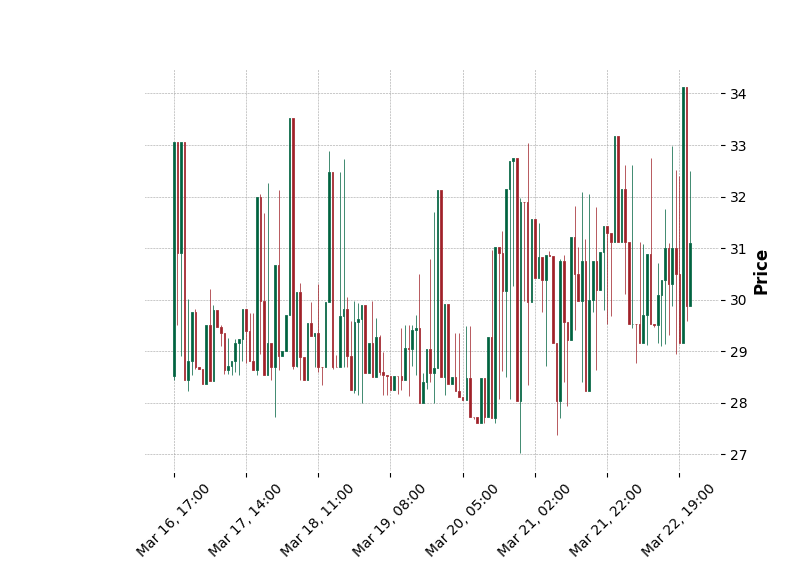 34
33
32
31
30
29
28
27
Price
Mar 16, 17:00
Mar 17, 14:00
Mar 18, 11:00
Mar 19, 08:00
Mar 20, 05:00
Mar 21, 02:00
Mar 21, 22:00
Mar 22, 19:00